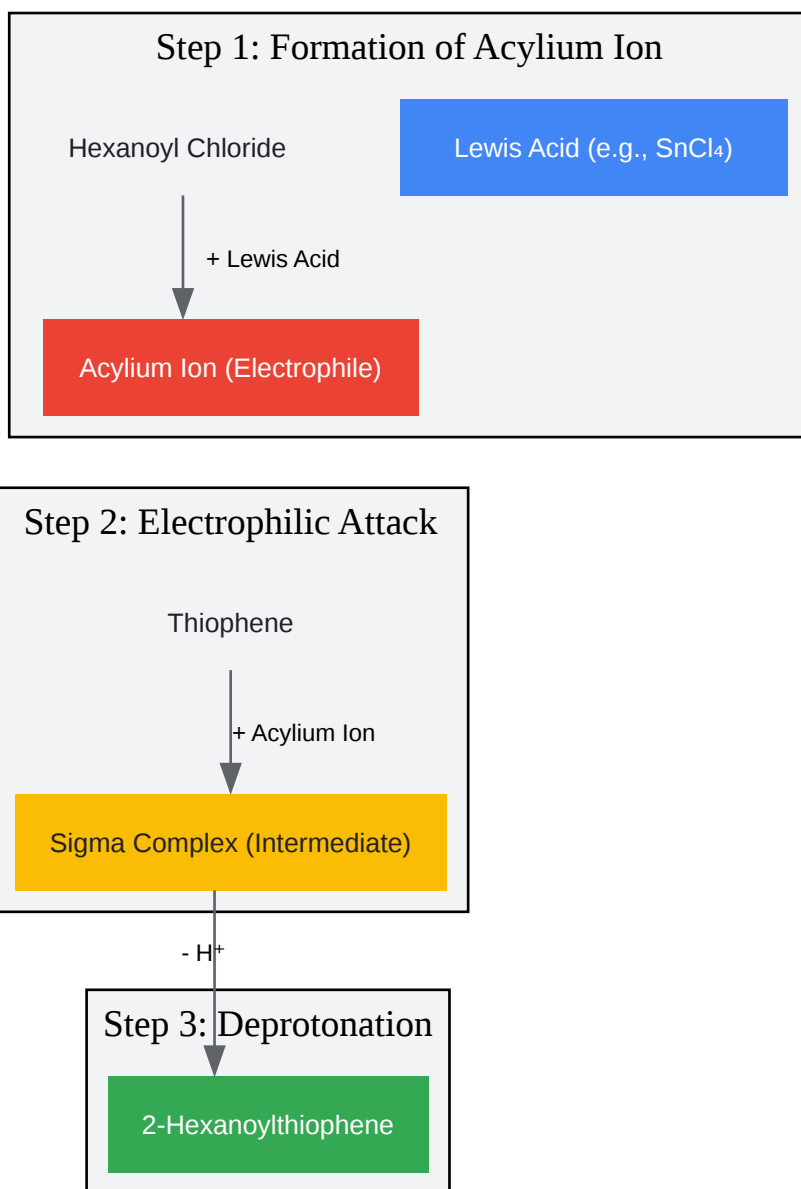 Step 1: Formation of Acylium Ion
Hexanoyl Chloride
Lewis Acid (e.g., SnCl₄)
+ Lewis Acid
Acylium Ion (Electrophile)
Step 2: Electrophilic Attack
Thiophene
+ Acylium Ion
Sigma Complex (Intermediate)
- H⁺
Step 3: Deprotonation
2-Hexanoylthiophene